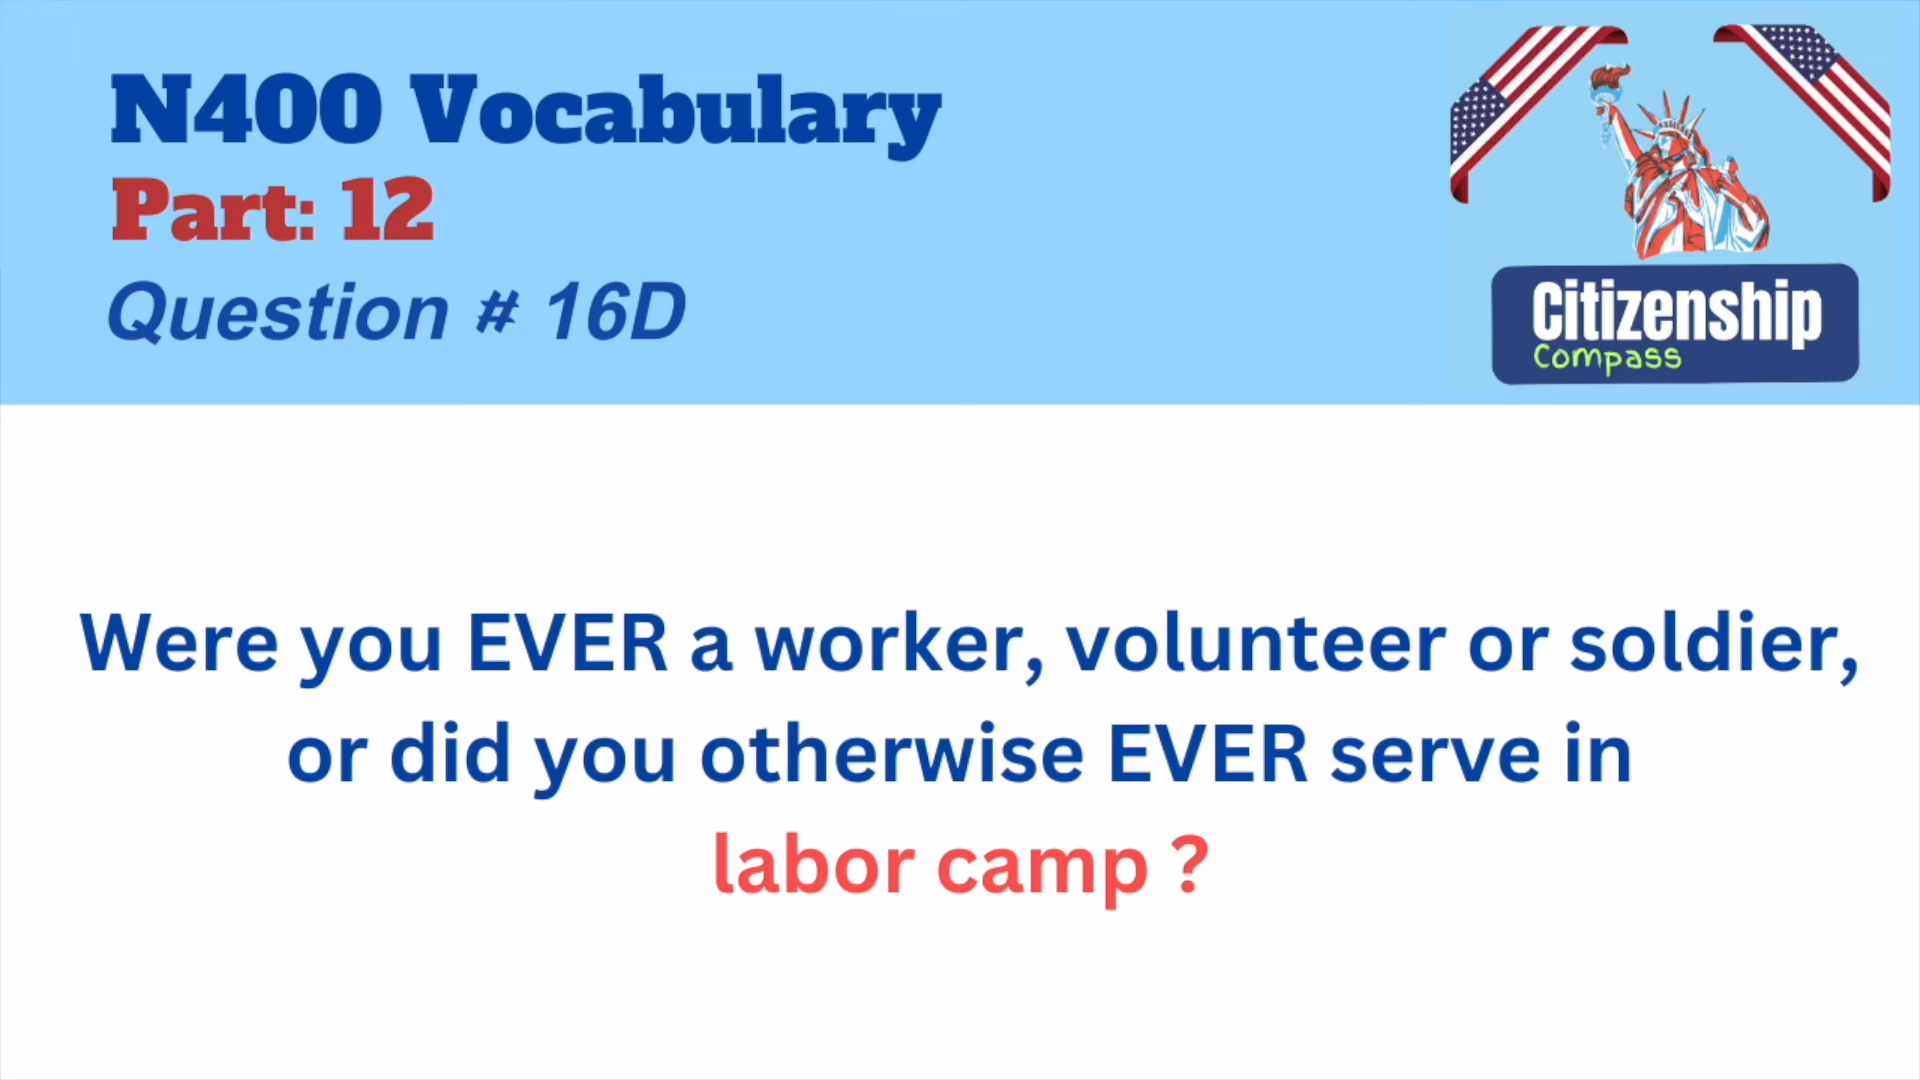 N400 Vocabulary
Part: 12
Question # 16D
Citizenship
Compass
Were you EVER a worker, volunteer or soldier,
or did you otherwise EVER serve in
labor camp ?